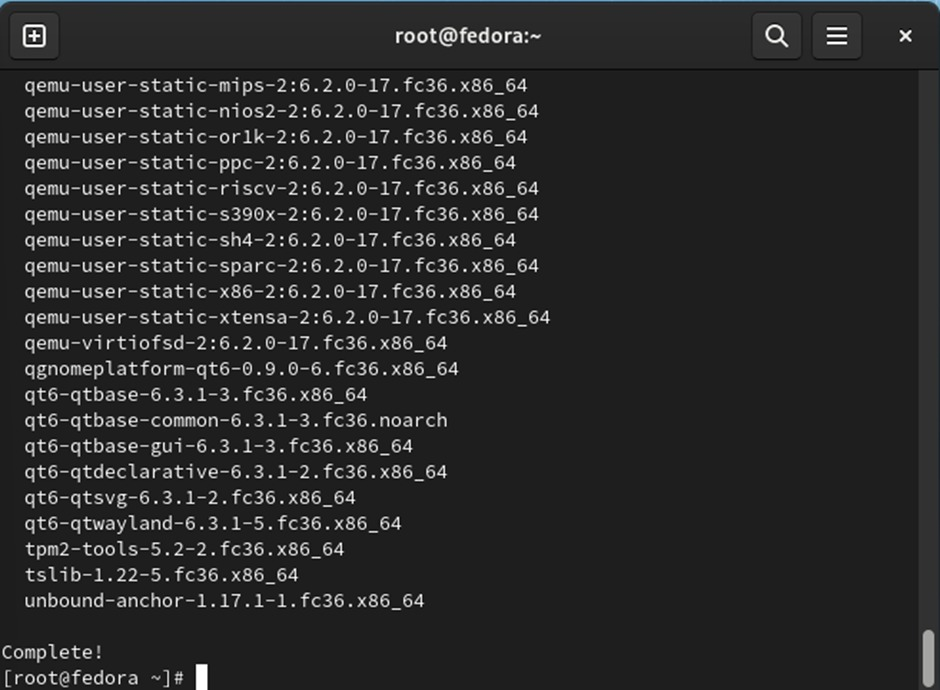 root@fedora:~
qemu-user-static-mips-2:6.2.0-17.fc36.x86_64
qemu-user-static-nios2-2:6.2.0-17.fc36.x86_64
qemu-user-static-or1k-2:6.2.0-17.fc36.x86_64
qemu-user-static-ppc-2:6.2.0-17.fc36.x86_64
qemu-user-static-riscv-2:6.2.0-17.fc36.x86_64
qemu-user-static-s390x-2:6.2.0-17.fc36.x86_64
qemu-user-static-sh4-2:6.2.0-17.fc36.x86_64
qemu-user-static-sparc-2:6.2.0-17.fc36.x86_64
qemu-user-static-x86-2:6.2.0-17.fc36.x86_64
qemu-user-static-xtensa-2:6.2.0-17.fc36.x86_64
qemu-virtiofsd-2:6.2.0-17.fc36.x86_64
qgnomeplatform-qt6-0.9.0-6.fc36.x86_64
qt6-qtbase-6.3.1-3.fc36.x86_64
qt6-qtbase-common-6.3.1-3.fc36.noarch
qt6-qtbase-gui-6.3.1-3.fc36.x86_64
qt6-qtdeclarative-6.3.1-2.fc36.x86_64
qt6-qtsvg-6.3.1-2.fc36.x86_64
qt6-qtwayland-6.3.1-5.fc36.x86_64
tpm2-tools-5.2-2.fc36.x86_64
tslib-1.22-5.fc36.x86_64
unbound-anchor-1.17.1-1.fc36.x86_64
Complete!
[root@fedora ~]#